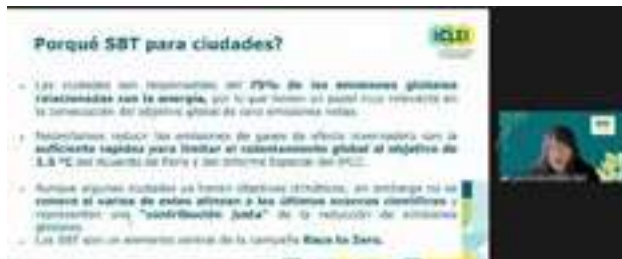 Porqué SBT para ciudades?
ICLEI
Las ciudades son responsables del 75% de las emisiones globales
relacionadas con la energía, por lo que tienen un papel muy relevante en
la consecución del objetivo global de cero emisiones netas.
Necesitamos reducir las emisiones de gases de efecto invernadero con la
suficiente rapidez para limitar el calentamiento global al objetivo de
1.5 °C del Acuerdo de París y del Informe Especial del IPCC.
Aunque algunas ciudades ya tienen objetivos climáticos, sin embargo no se
conoce si varios de estos alinean a las últimas avances científicos y
representen una "contribución justa" de la reducción de emisiones
globales.
Los SBT son un elemento central de la campaña Race to Zero.